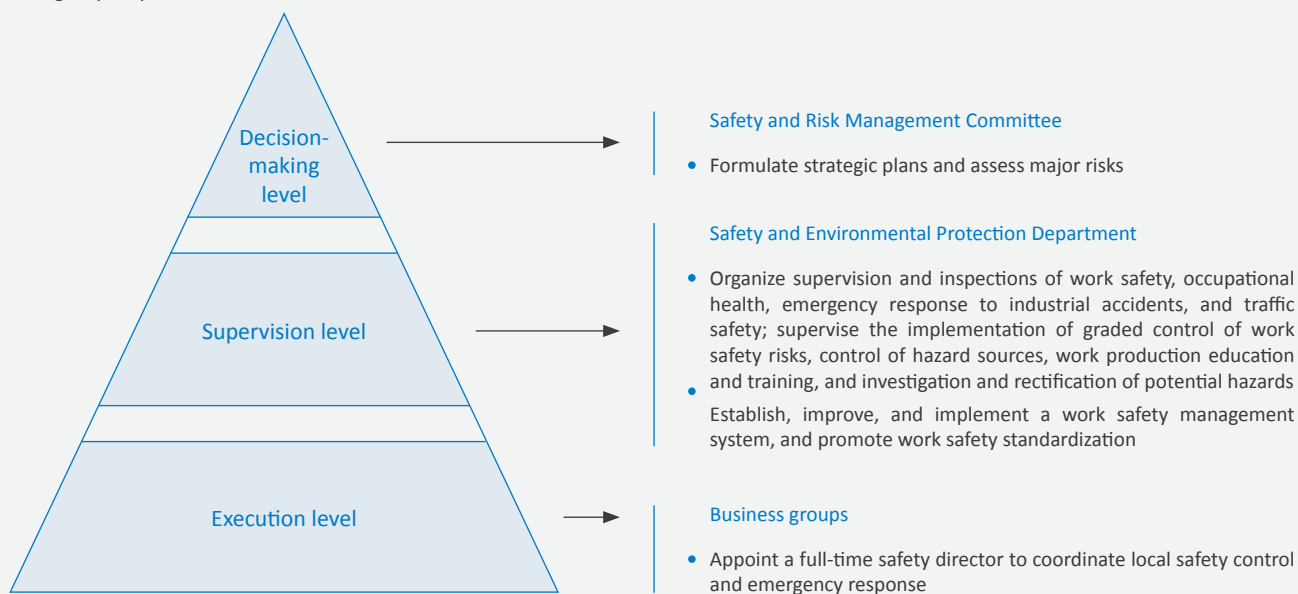 Decision-
making
level
Safety and Risk Management Committee
• Formulate strategic plans and assess major risks
Supervision level
Safety and Environmental Protection Department
• Organize supervision and inspections of work safety, occupational
health, emergency response to industrial accidents, and traffic
safety; supervise the implementation of graded control of work
safety risks, control of hazard sources, work production education
and training, and investigation and rectification of potential hazards
• Establish, improve, and implement a work safety management
system, and promote work safety standardization
Execution level
Business groups
• Appoint a full-time safety director to coordinate local safety control
and emergency response